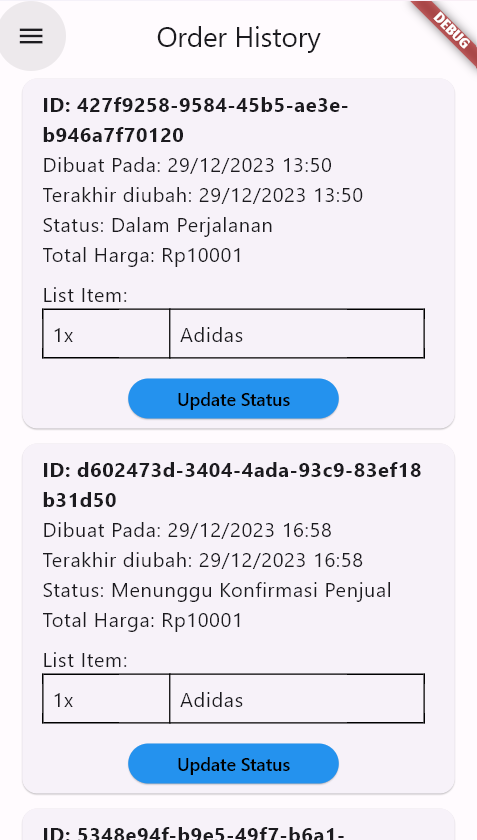 Order History
DEBUG
ID: 427f9258-9584-45b5-ae3e-
b946a7f70120
Dibuat Pada: 29/12/2023 13:50
Terakhir diubah: 29/12/2023 13:50
Status: Dalam Perjalanan
Total Harga: Rp10001
List Item:
1x Adidas
Update Status
ID: d602473d-3404-4ada-93c9-83ef18
b31d50
Dibuat Pada: 29/12/2023 16:58
Terakhir diubah: 29/12/2023 16:58
Status: Menunggu Konfirmasi Penjual
Total Harga: Rp10001
List Item:
1x Adidas
Update Status
ID: 5348e94f-b9e5-49f7-b6a1-